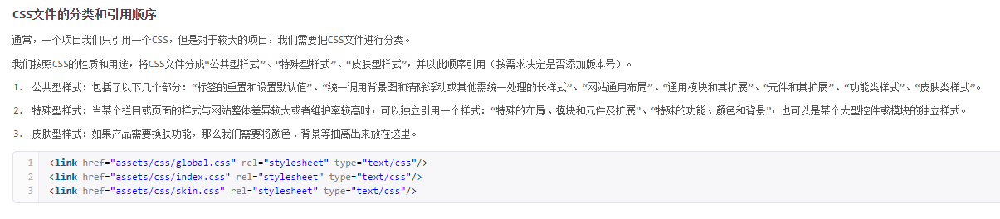 CSS文件的分类和引用顺序
通常，一个项目我们只引用一个CSS，但是对于较大的项目，我们需要把CSS文件进行分类。
我们按照CSS的性质和用途，将CSS文件分成“公共型样式”、“特殊型样式”、“皮肤型样式”，并以此顺序引用（按需求决定是否添加版本号）。
1. 公共型样式：包括了以下几个部分：“标签的重置和设置默认值”、“统一调用背景图和清除浮动或其他需统一处理的长样式”、“网站通用布局”、“通用模块和其扩展”、“元件和其扩展”、“功能类样式”、“皮肤类样式”。
2. 特殊型样式：当某个栏目或页面的样式与网站整体差异较大或者维护率较高时，可以独立引用一个样式：“特殊的布局、模块和元件及扩展”、“特殊的功能、颜色和背景”，也可以是某个大型控件或模块的独立样式。
3. 皮肤型样式：如果产品需要换肤功能，那么我们需要将颜色、背景等抽离出来放在这里。
1 <link href="assets/css/global.css" rel="stylesheet" type="text/css"/>
2 <link href="assets/css/index.css" rel="stylesheet" type="text/css"/>
3 <link href="assets/css/skin.css" rel="stylesheet" type="text/css"/>